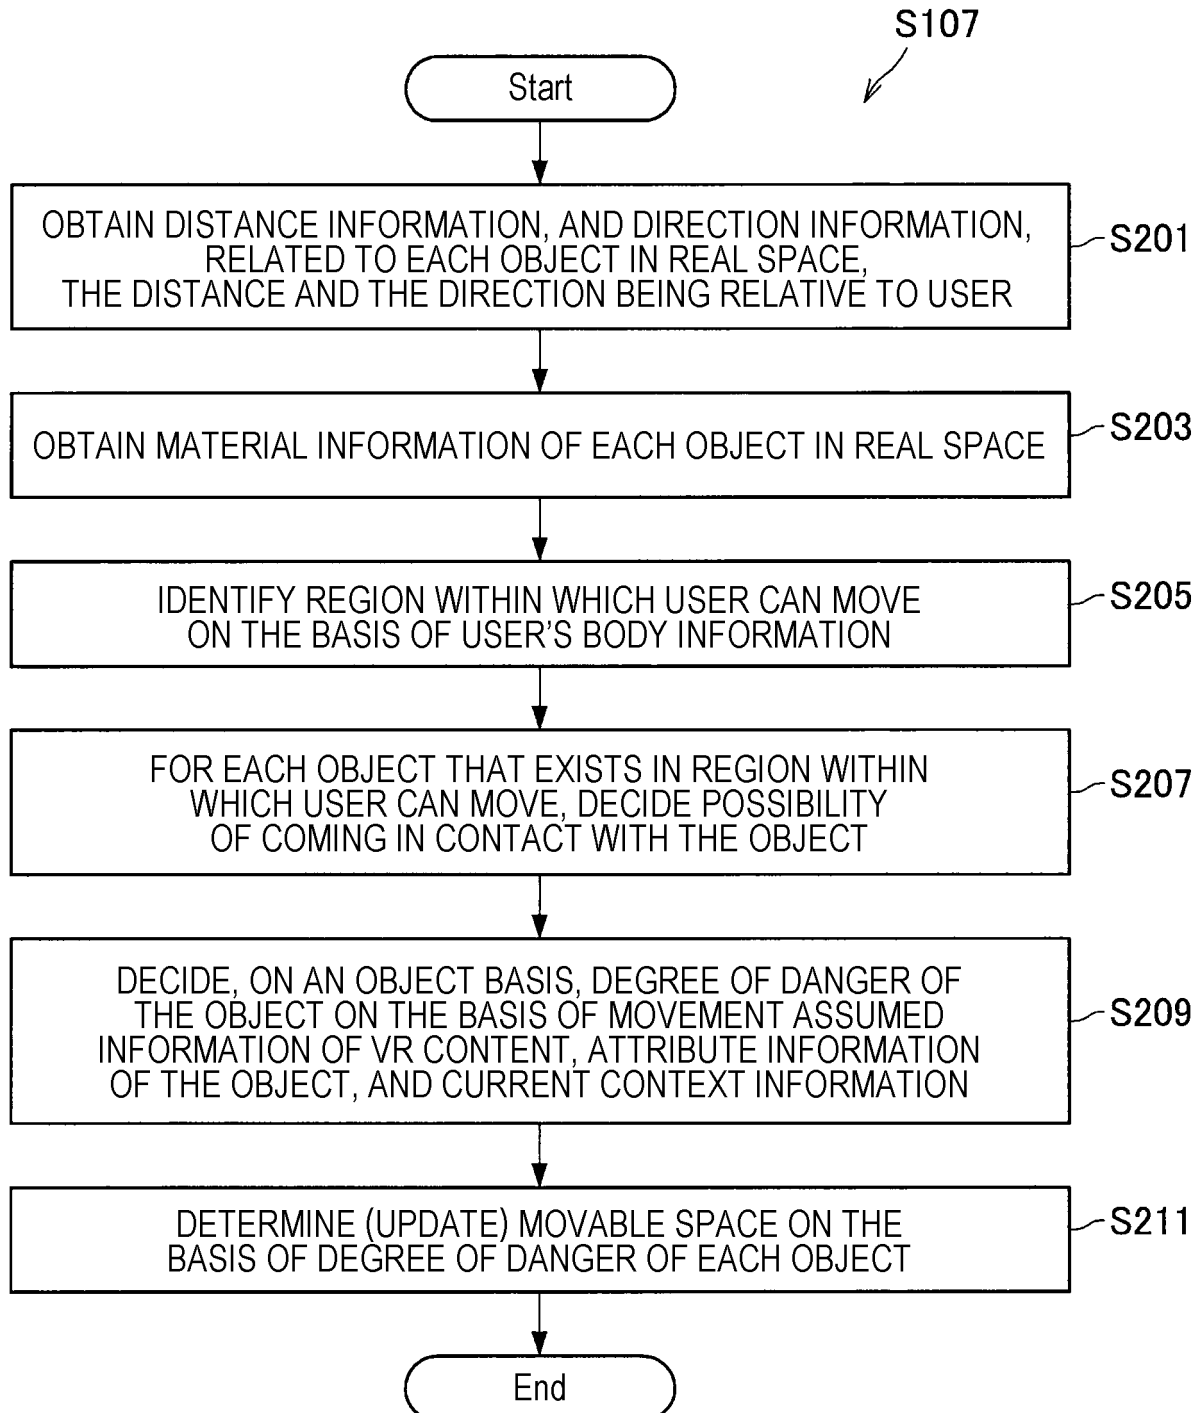 S107
Start
OBTAIN DISTANCE INFORMATION, AND DIRECTION INFORMATION,
RELATED TO EACH OBJECT IN REAL SPACE,
THE DISTANCE AND THE DIRECTION BEING RELATIVE TO USER
S201
OBTAIN MATERIAL INFORMATION OF EACH OBJECT IN REAL SPACE
S203
IDENTIFY REGION WITHIN WHICH USER CAN MOVE
ON THE BASIS OF USER'S BODY INFORMATION
S205
FOR EACH OBJECT THAT EXISTS IN REGION WITHIN
WHICH USER CAN MOVE, DECIDE POSSIBILITY
OF COMING IN CONTACT WITH THE OBJECT
S207
DECIDE, ON AN OBJECT BASIS, DEGREE OF DANGER OF
THE OBJECT ON THE BASIS OF MOVEMENT ASSUMED
INFORMATION OF VR CONTENT, ATTRIBUTE INFORMATION
OF THE OBJECT, AND CURRENT CONTEXT INFORMATION
S209
DETERMINE (UPDATE) MOVABLE SPACE ON THE
BASIS OF DEGREE OF DANGER OF EACH OBJECT
S211
End